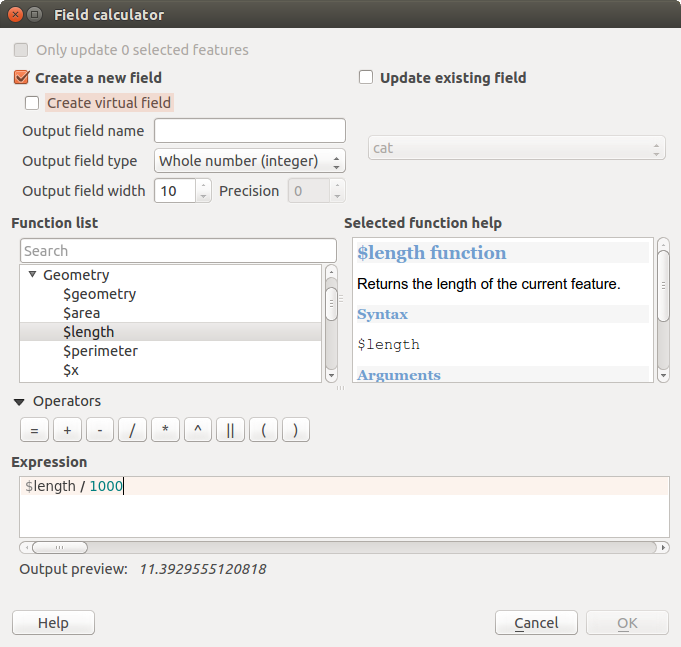 Field calculator
Only update 0 selected features
Create a new field
Update existing field
Create virtual field
Output field name
cat
Output field type Whole number (integer)
Output field width 10 Precision 0
Function list
Selected function help
Search
Geometry
$geometry
$area
$length
$perimeter
$x
$length function
Returns the length of the current feature.
Syntax
$length
Arguments
Operators
= + - / * ^ || ( )
Expression
$length / 1000
Output preview: 11.3929555120818
Help Cancel OK